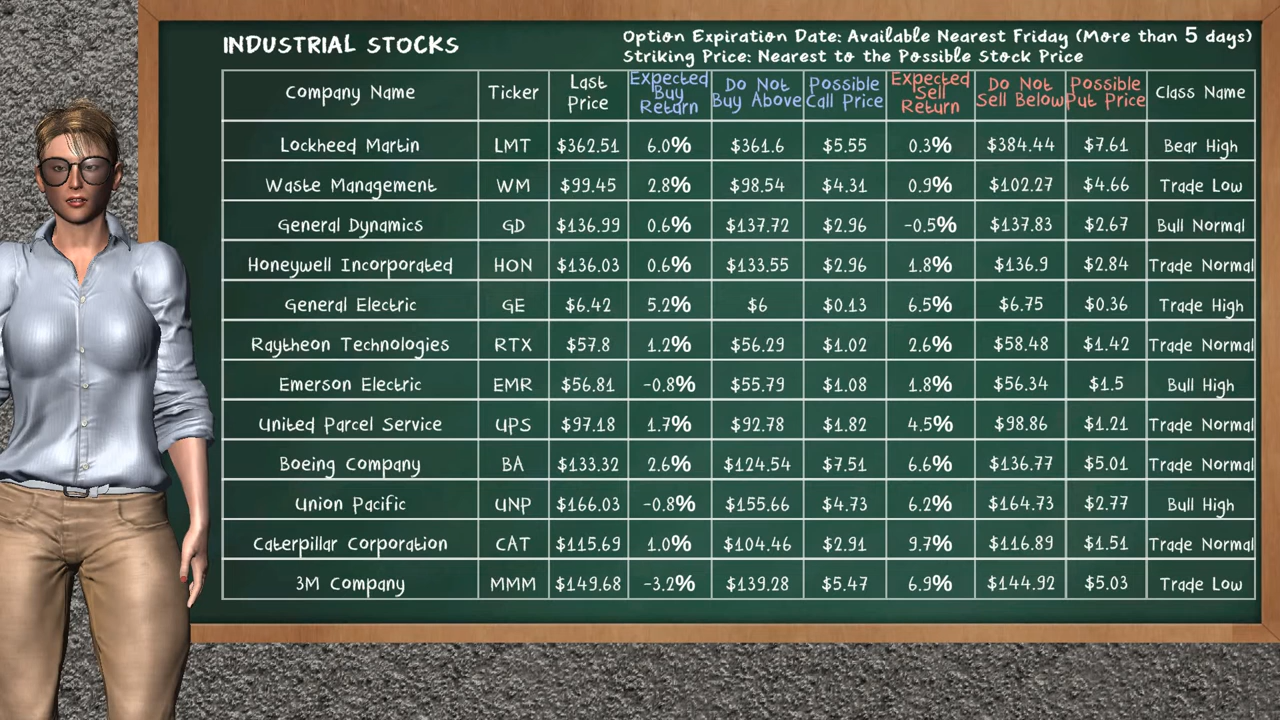 INDUSTRIAL STOCKS
Option Expiration Date: Available Nearest Friday (More than 5 days)
Striking Price: Nearest to the Possible Stock Price
Company Name Ticker Last Price Expected Buy Return Do Not Buy Above Possible Call Price Expected Sell Return Do Not Sell Below Possible Put Price Class Name
Lockheed Martin LMT $362.51 6.0% $361.6 $5.55 0.3% $384.44 $7.61 Bear High
Waste Management WM $99.45 2.8% $98.54 $4.31 0.9% $102.27 $4.66 Trade Low
General Dynamics GD $136.99 0.6% $137.72 $2.96 -0.5% $137.83 $2.67 Bull Normal
Honeywell Incorporated HON $136.03 0.6% $133.55 $2.96 1.8% $136.9 $2.84 Trade Normal
General Electric GE $6.42 5.2% $6 $0.13 6.5% $6.75 $0.36 Trade High
Raytheon Technologies RTX $57.8 1.2% $56.29 $1.02 2.6% $58.48 $1.42 Trade Normal
Emerson Electric EMR $56.81 -0.8% $55.79 $1.08 1.8% $56.34 $1.5 Bull High
United Parcel Service UPS $97.18 1.7% $92.78 $1.82 4.5% $98.86 $1.21 Trade Normal
Boeing Company BA $133.32 2.6% $124.54 $7.51 6.6% $136.77 $5.01 Trade Normal
Union Pacific UNP $166.03 -0.8% $155.66 $4.73 6.2% $164.73 $2.77 Bull High
Caterpillar Corporation CAT $115.69 1.0% $104.46 $2.91 9.7% $116.89 $1.51 Trade Normal
3M Company MMM $149.68 -3.2% $139.28 $5.47 6.9% $144.92 $5.03 Trade Low